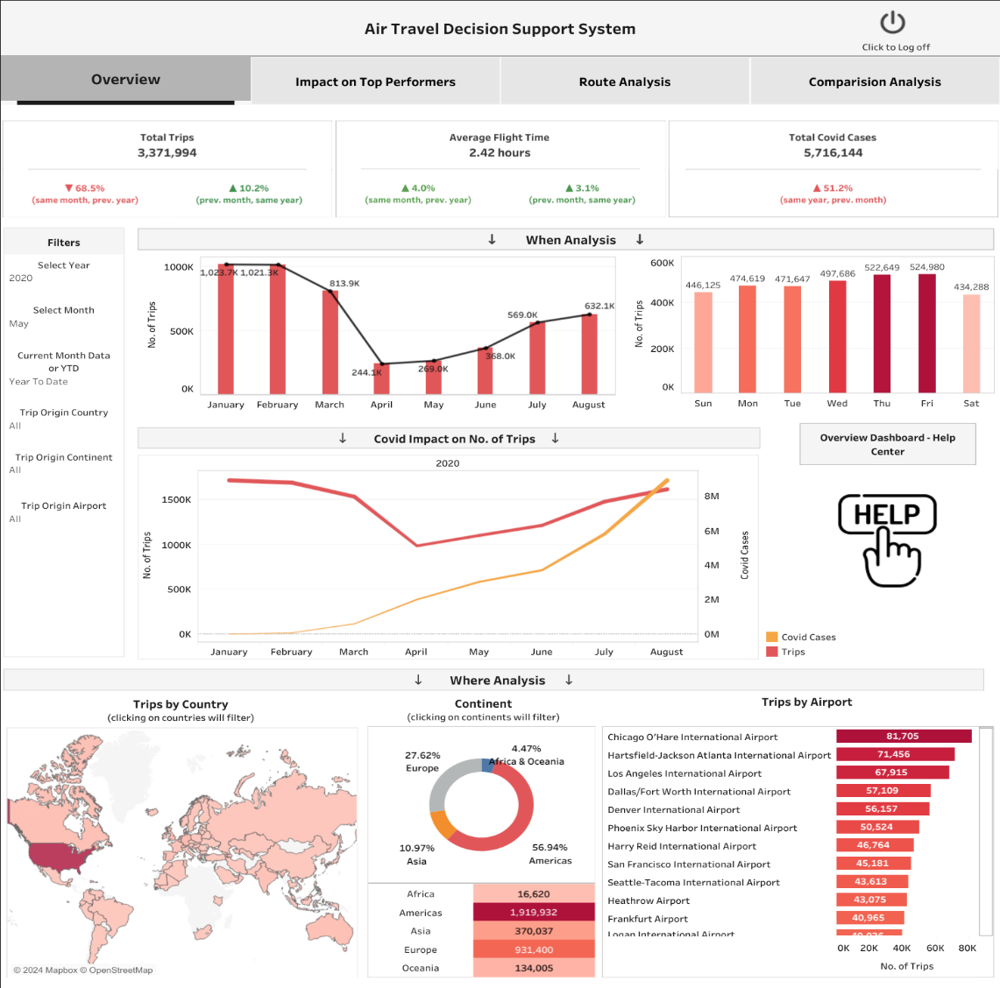 Air Travel Decision Support System
Click to Log off
Overview
Impact on Top Performers
Route Analysis
Comparision Analysis
Total Trips
3,371,994
▼ 68.5%
(same month, prev. year)
▲ 10.2%
(prev. month, same year)
Average Flight Time
2.42 hours
▲ 4.0%
(same month, prev. year)
▲ 3.1%
(prev. month, same year)
Total Covid Cases
5,716,144
▲ 51.2%
(same year, prev. month)
Filters
Select Year
2020
Select Month
May
Current Month Data
or YTD
Year To Date
Trip Origin Country
All
Trip Origin Continent
All
Trip Origin Airport
All
↓ When Analysis ↓
No. of Trips
1000K
500K
0K
1,023.7K
1,021.3K
813.9K
244.1K
269.0K
368.0K
569.0K
632.1K
January
February
March
April
May
June
July
August
No. of Trips
600K
400K
200K
0K
446,125
474,619
471,647
497,686
522,649
524,980
434,288
Sun
Mon
Tue
Wed
Thu
Fri
Sat
↓ Covid Impact on No. of Trips ↓
2020
No. of Trips
1500K
1000K
500K
0K
8M
6M
4M
2M
0M
Covid Cases
January
February
March
April
May
June
July
August
Overview Dashboard - Help
Center
HELP
Covid Cases
Trips
↓ Where Analysis ↓
Trips by Country
(clicking on countries will filter)
© 2024 Mapbox © OpenStreetMap
Continent
(clicking on continents will filter)
4.47%
Africa & Oceania
27.62%
Europe
10.97%
Asia
56.94%
Americas
Africa 16,620
Americas 1,919,932
Asia 370,037
Europe 931,400
Oceania 134,005
Trips by Airport
Chicago O'Hare International Airport 81,705
Hartsfield-Jackson Atlanta International Airport 71,456
Los Angeles International Airport 67,915
Dallas/Fort Worth International Airport 57,109
Denver International Airport 56,157
Phoenix Sky Harbor International Airport 50,524
Harry Reid International Airport 46,764
San Francisco International Airport 45,181
Seattle-Tacoma International Airport 43,613
Heathrow Airport 43,075
Frankfurt Airport 40,965
Logan International Airport
0K 20K 40K 60K 80K
No. of Trips